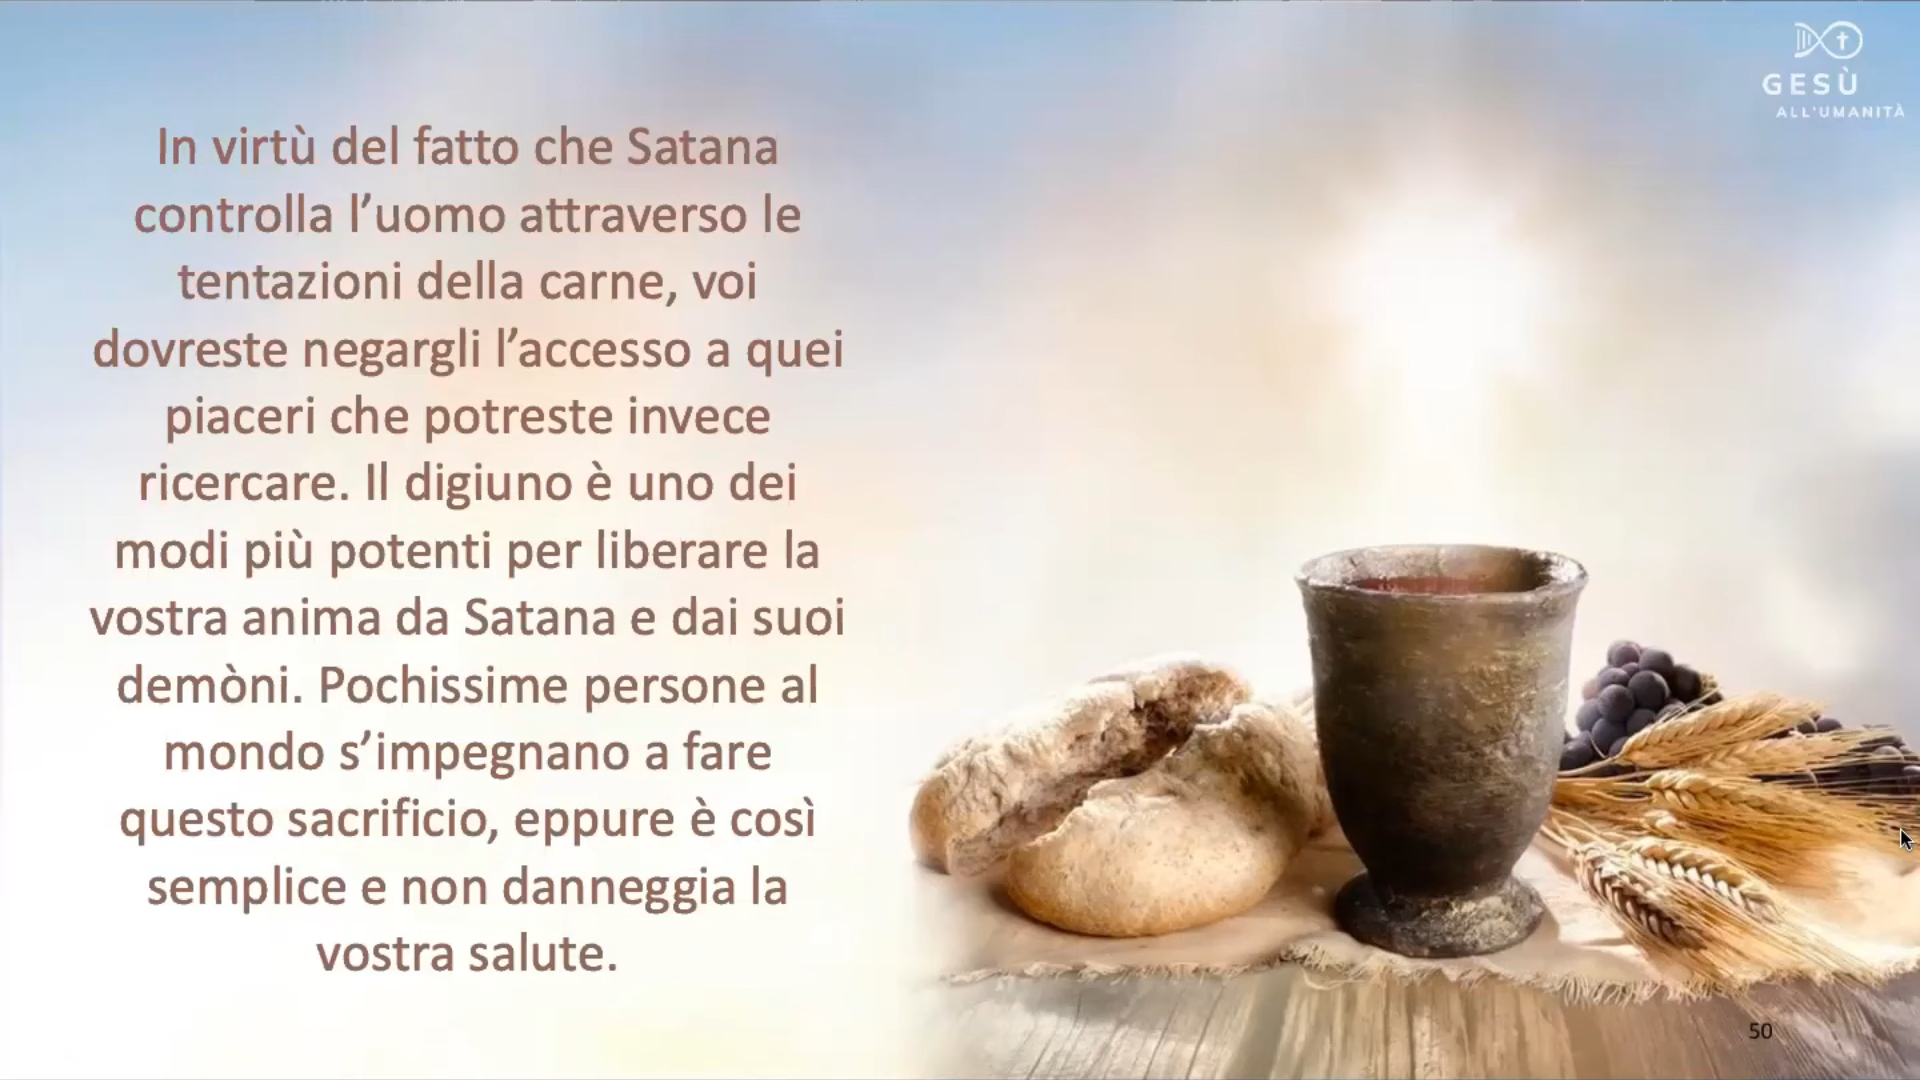 GESÙ
ALL'UMANITÀ
In virtù del fatto che Satana
controlla l’uomo attraverso le
tentazioni della carne, voi
dovreste negargli l’accesso a quei
piaceri che potreste invece
ricercare. Il digiuno è uno dei
modi più potenti per liberare la
vostra anima da Satana e dai suoi
demòni. Pochissime persone al
mondo s’impegnano a fare
questo sacrificio, eppure è così
semplice e non danneggia la
vostra salute.
50